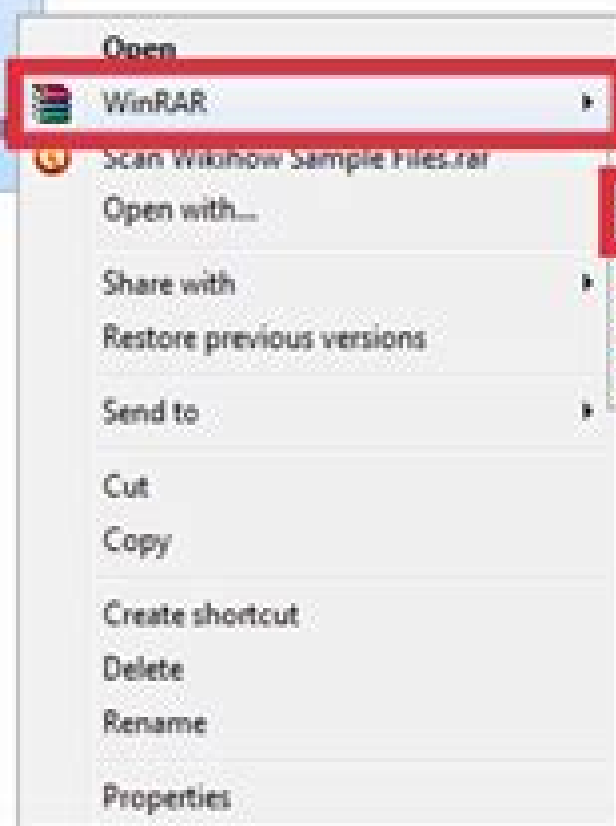 Open
WinRAR
Scan Wikihow Sample Files.rar
Open with...
Share with
Restore previous versions
Send to
Cut
Copy
Create shortcut
Delete
Rename
Properties